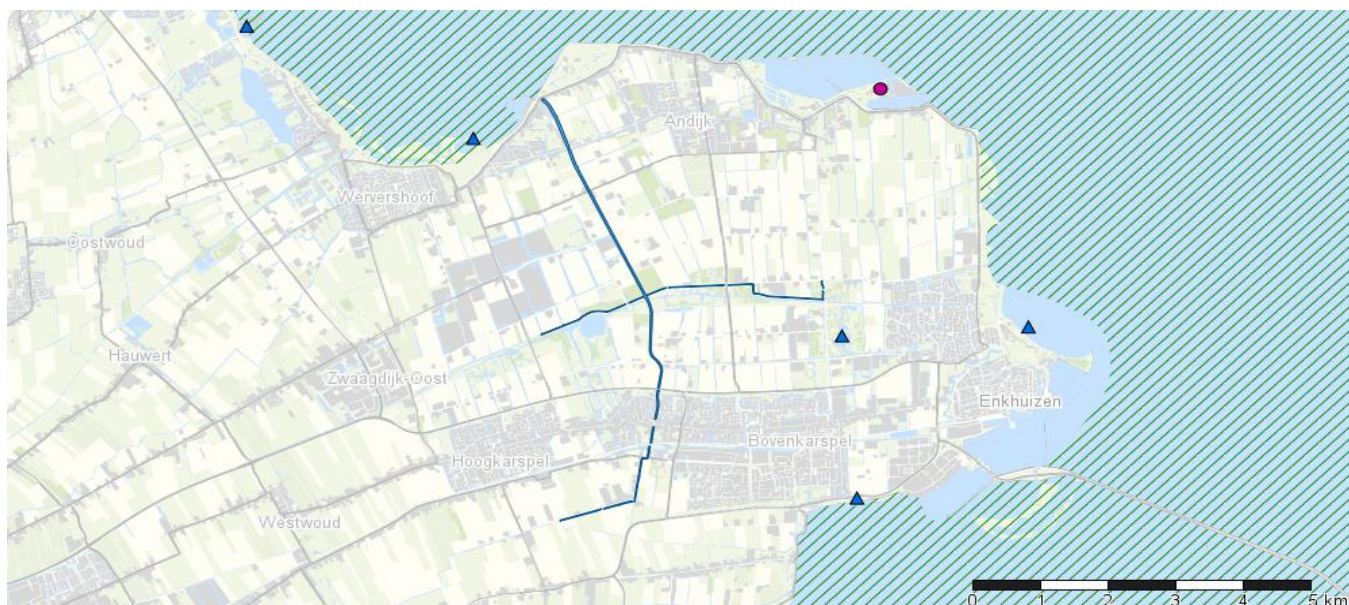 Andijk
Wervershoof
Oostwoud
Hauwert
Zwaagdijk-Oost
Enkhuizen
Bovenkarspel
Hoogkarspel
Westwoud
0 1 2 3 4 5 km